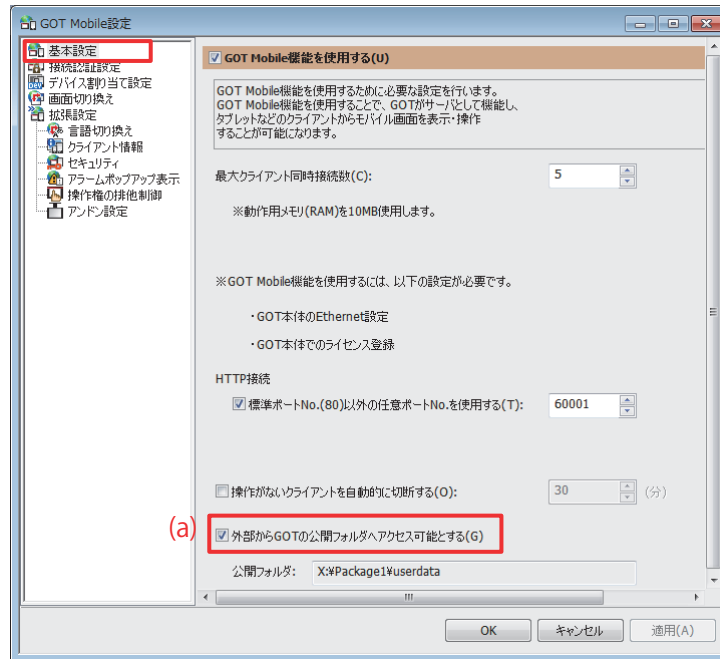 GOT Mobile設定
基本設定
接続認証設定
デバイス割り当て設定
画面切り換え
拡張設定
言語切り換え
クライアント情報
セキュリティ
アラームポップアップ表示
操作権の排他制御
アンドン設定
GOT Mobile機能を使用する(U)
GOT Mobile機能を使用するために必要な設定を行います。
GOT Mobile機能を使用することで、GOTがサーバとして機能し、
タブレットなどのクライアントからモバイル画面を表示・操作
することが可能になります。
最大クライアント同時接続数(C): 5
※動作用メモリ(RAM)を10MB使用します。
※GOT Mobile機能を使用するには、以下の設定が必要です。
・GOT本体のEthernet設定
・GOT本体でのライセンス登録
HTTP接続
標準ポートNo.(80)以外の任意ポートNo.を使用する(T): 60001
操作がないクライアントを自動的に切断する(O): 30 (分)
(a) 外部からGOTの公開フォルダへアクセス可能とする(G)
公開フォルダ: X:¥Package1¥userdata
OK キャンセル 適用(A)